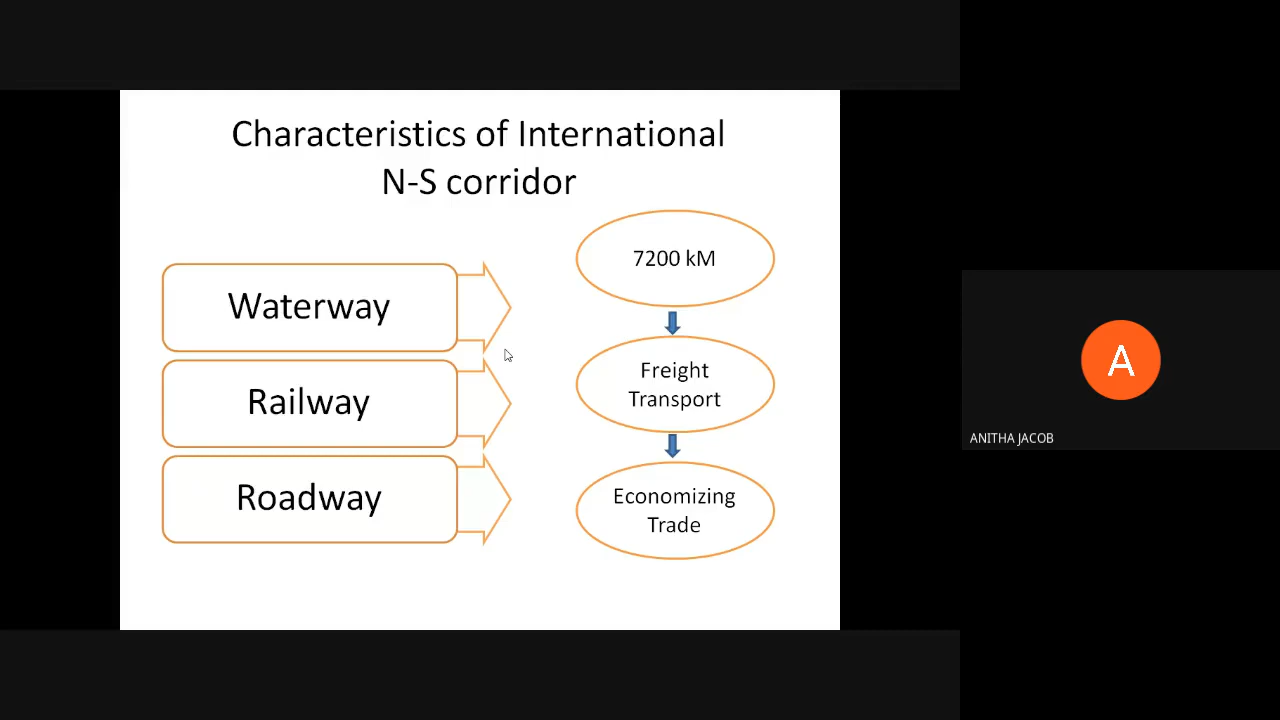 Characteristics of International
N-S corridor
Waterway
Railway
Roadway
7200 kM
Freight
Transport
Economizing
Trade
A
ANITHA JACOB